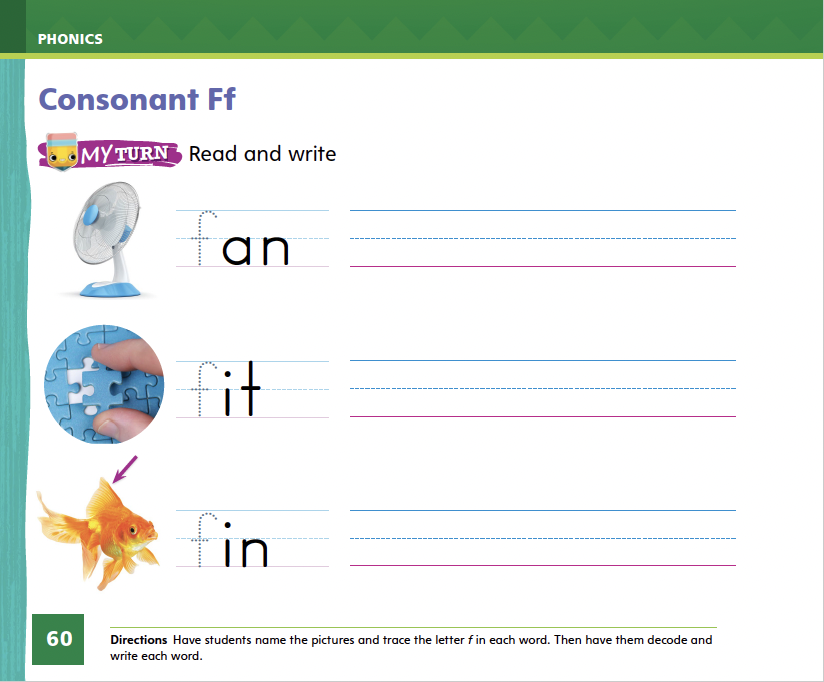 PHONICS
Consonant Ff
MY TURN Read and write
fan
fit
fin
60
Directions Have students name the pictures and trace the letter f in each word. Then have them decode and
write each word.